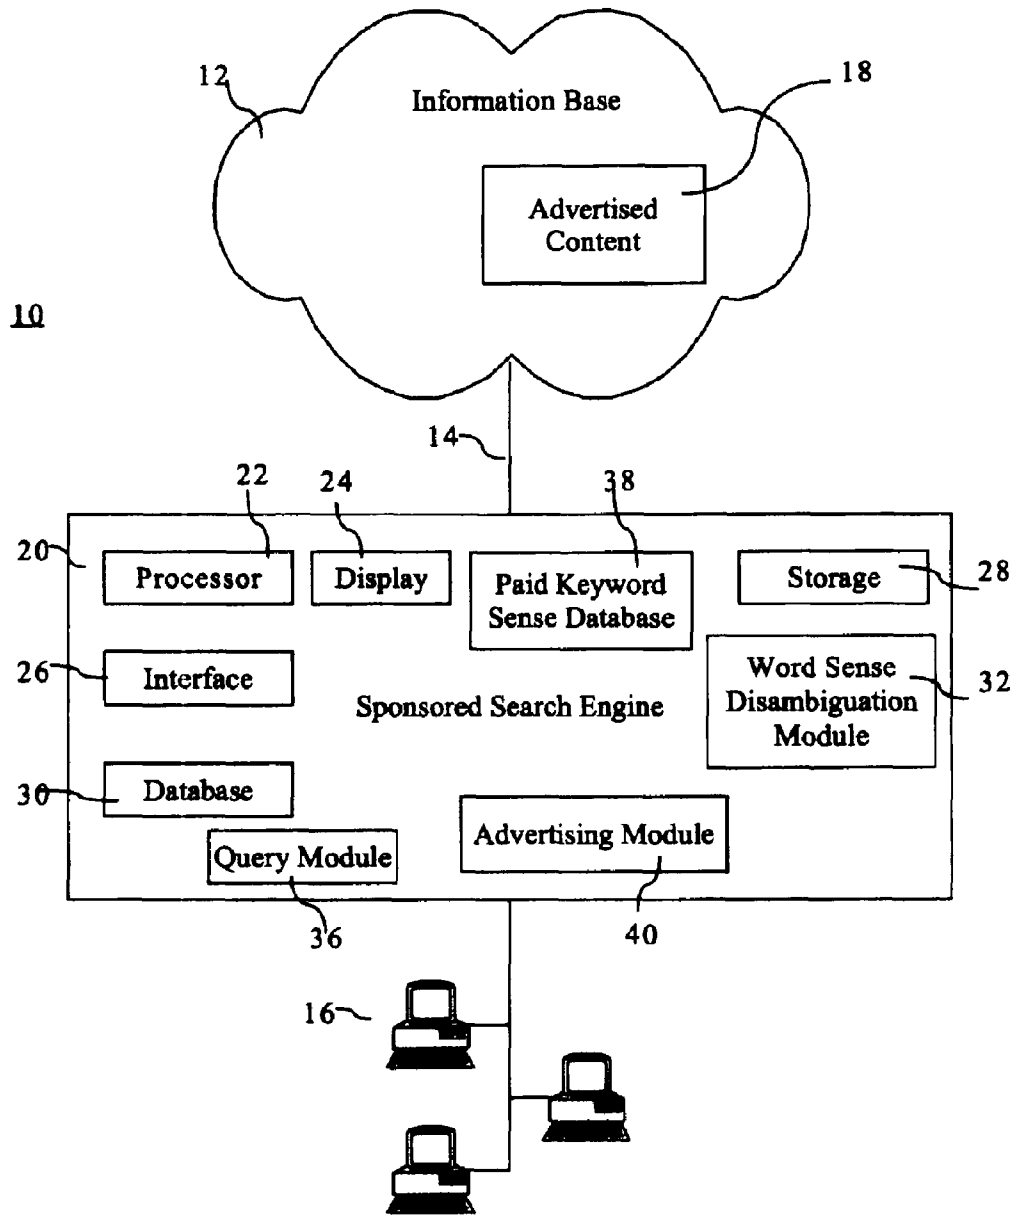 12
18
Information Base
Advertised
Content
10
14
22
24
38
20
Processor
Display
Paid Keyword
Sense Database
Storage
28
26
Interface
Word Sense
Disambiguation
Module
32
Sponsored Search Engine
30
Database
Advertising Module
Query Module
36
40
16